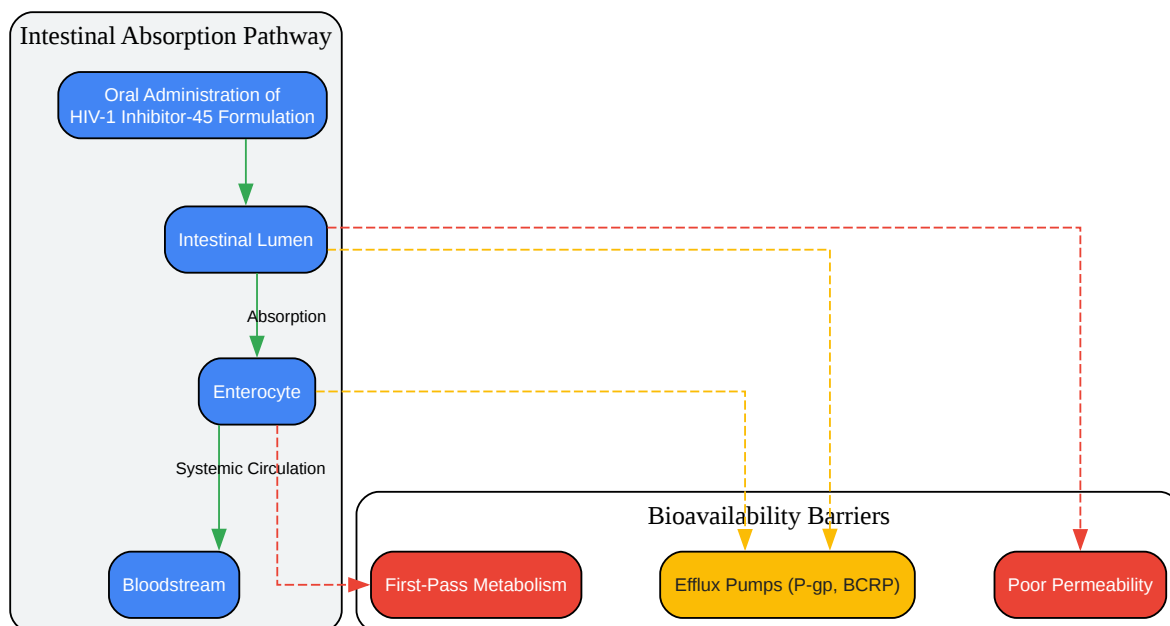 Intestinal Absorption Pathway
Oral Administration of
HIV-1 Inhibitor-45 Formulation
Intestinal Lumen
Absorption
Enterocyte
Systemic Circulation
Bloodstream
Bioavailability Barriers
First-Pass Metabolism
Efflux Pumps (P-gp, BCRP)
Poor Permeability